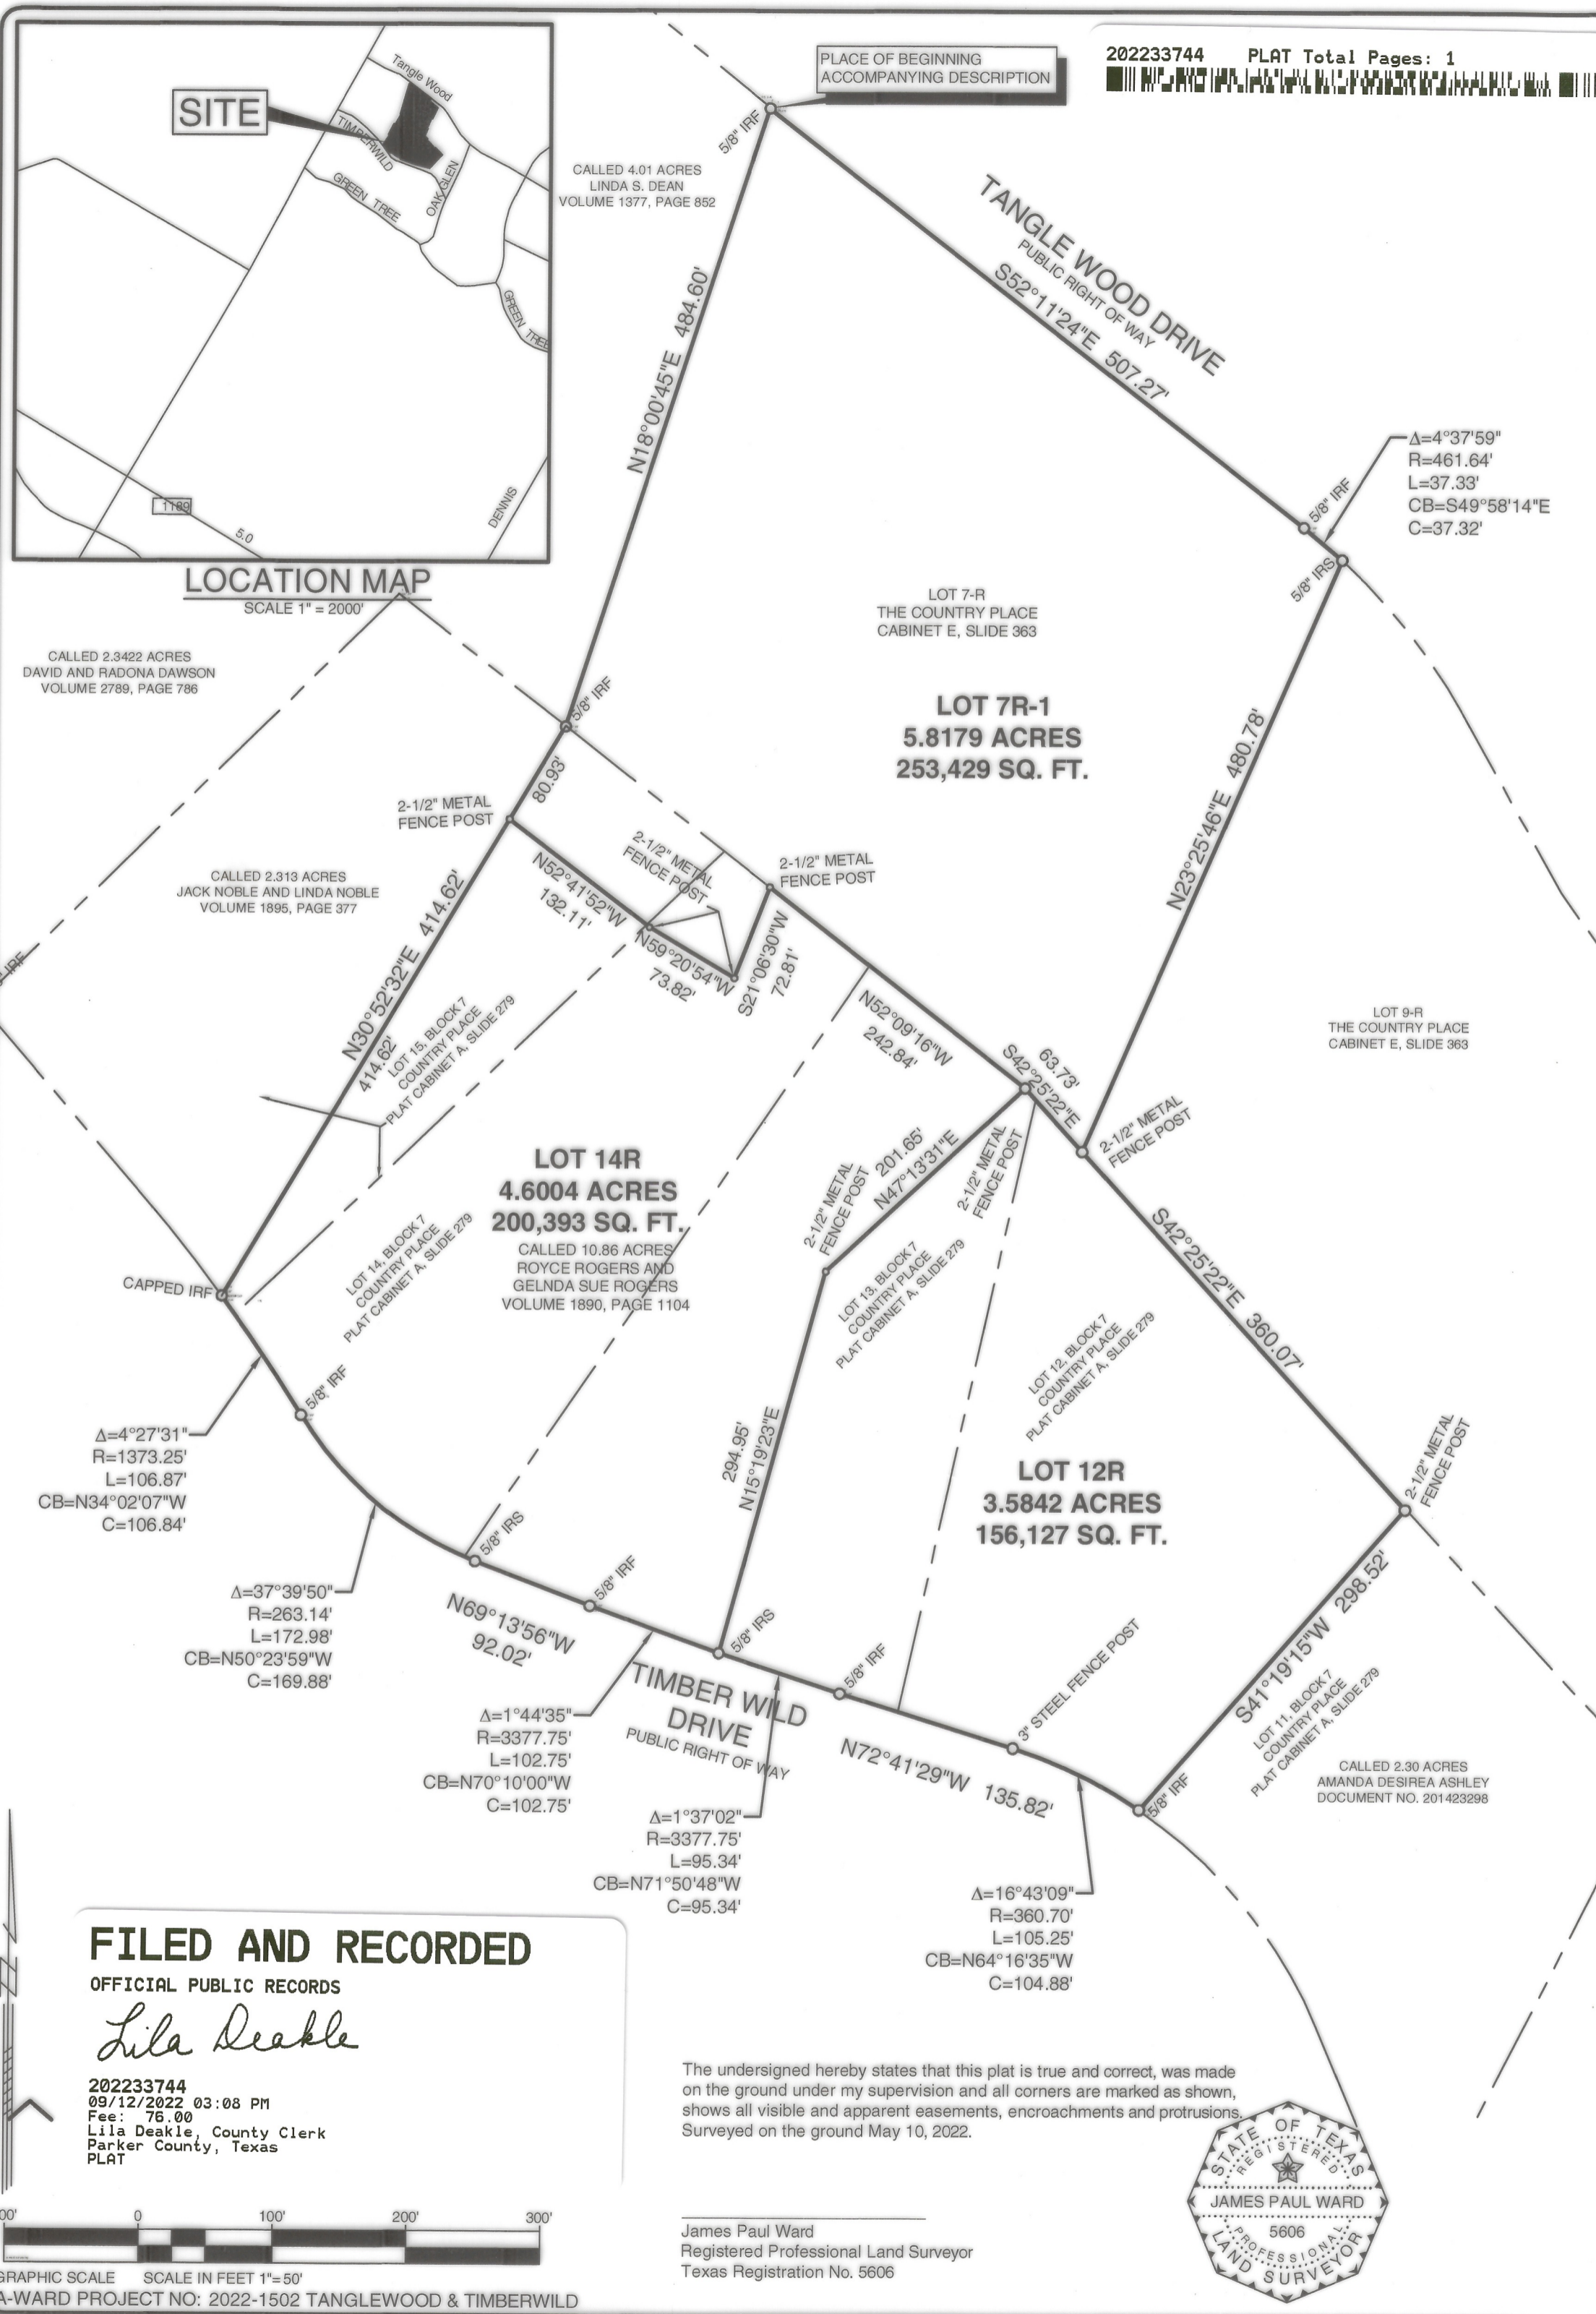 PLACE OF BEGINNING
ACCOMPANYING DESCRIPTION
202233744 PLAT Total Pages: 1
Tangle Wood
SITE
TIMBERWILD
GREEN TREE
OAK GLEN
GREEN TREE
1189
5.0
DENNIS
LOCATION MAP
SCALE 1" = 2000'
5/8" IRF
CALLED 4.01 ACRES
LINDA S. DEAN
VOLUME 1377, PAGE 852
TANGLE WOOD DRIVE
PUBLIC RIGHT OF WAY
S52°11'24"E 507.27'
N18°00'45"E 484.60'
Δ=4°37'59"
R=461.64'
L=37.33'
CB=S49°58'14"E
C=37.32'
5/8" IRF
5/8" IRS
LOT 7-R
THE COUNTRY PLACE
CABINET E, SLIDE 363
LOT 7R-1
5.8179 ACRES
253,429 SQ. FT.
N23°25'46"E 480.78'
CALLED 2.3422 ACRES
DAVID AND RADONA DAWSON
VOLUME 2789, PAGE 786
5/8" IRF
80.93'
2-1/2" METAL
FENCE POST
2-1/2" METAL
FENCE POST
2-1/2" METAL
FENCE POST
CALLED 2.313 ACRES
JACK NOBLE AND LINDA NOBLE
VOLUME 1895, PAGE 377
N52°41'52"W
132.11'
N59°20'54"W
73.82'
S21°06'30"W
72.81'
N30°52'32"E 414.62'
414.62'
" IRF
LOT 15, BLOCK 7
COUNTRY PLACE
PLAT CABINET A, SLIDE 279
N52°09'16"W
242.84'
63.73'
S42°25'22"E
LOT 9-R
THE COUNTRY PLACE
CABINET E, SLIDE 363
2-1/2" METAL
FENCE POST
201.65'
N47°13'31"E
2-1/2" METAL
FENCE POST
2-1/2" METAL
FENCE POST
LOT 14R
4.6004 ACRES
200,393 SQ. FT.
CALLED 10.86 ACRES
ROYCE ROGERS AND
GELNDA SUE ROGERS
VOLUME 1890, PAGE 1104
LOT 14, BLOCK 7
COUNTRY PLACE
PLAT CABINET A, SLIDE 279
LOT 13, BLOCK 7
COUNTRY PLACE
PLAT CABINET A, SLIDE 279
S42°25'22"E 360.07'
CAPPED IRF
LOT 12, BLOCK 7
COUNTRY PLACE
PLAT CABINET A, SLIDE 279
5/8" IRF
294.95'
N15°19'23"E
Δ=4°27'31"
R=1373.25'
L=106.87'
CB=N34°02'07"W
C=106.84'
LOT 12R
3.5842 ACRES
156,127 SQ. FT.
2-1/2" METAL
FENCE POST
5/8" IRS
5/8" IRF
5/8" IRS
5/8" IRF
3" STEEL FENCE POST
S41°19'15"W 298.52'
Δ=37°39'50"
R=263.14'
L=172.98'
CB=N50°23'59"W
C=169.88'
N69°13'56"W
92.02'
TIMBER WILD
DRIVE
PUBLIC RIGHT OF WAY
LOT 11, BLOCK 7
COUNTRY PLACE
PLAT CABINET A, SLIDE 279
Δ=1°44'35"
R=3377.75'
L=102.75'
CB=N70°10'00"W
C=102.75'
N72°41'29"W 135.82'
5/8" IRF
CALLED 2.30 ACRES
AMANDA DESIREA ASHLEY
DOCUMENT NO. 201423298
Δ=1°37'02"
R=3377.75'
L=95.34'
CB=N71°50'48"W
C=95.34'
Δ=16°43'09"
R=360.70'
L=105.25'
CB=N64°16'35"W
C=104.88'
FILED AND RECORDED
OFFICIAL PUBLIC RECORDS
Lila Deakle
202233744
09/12/2022 03:08 PM
Fee: 76.00
Lila Deakle, County Clerk
Parker County, Texas
PLAT
The undersigned hereby states that this plat is true and correct, was made
on the ground under my supervision and all corners are marked as shown,
shows all visible and apparent easements, encroachments and protrusions.
Surveyed on the ground May 10, 2022.
STATE OF TEXAS
REGISTERED
JAMES PAUL WARD
5606
PROFESSIONAL
LAND SURVEYOR
James Paul Ward
Registered Professional Land Surveyor
Texas Registration No. 5606
00' 0 100' 200' 300'
GRAPHIC SCALE SCALE IN FEET 1"=50'
A-WARD PROJECT NO: 2022-1502 TANGLEWOOD & TIMBERWILD